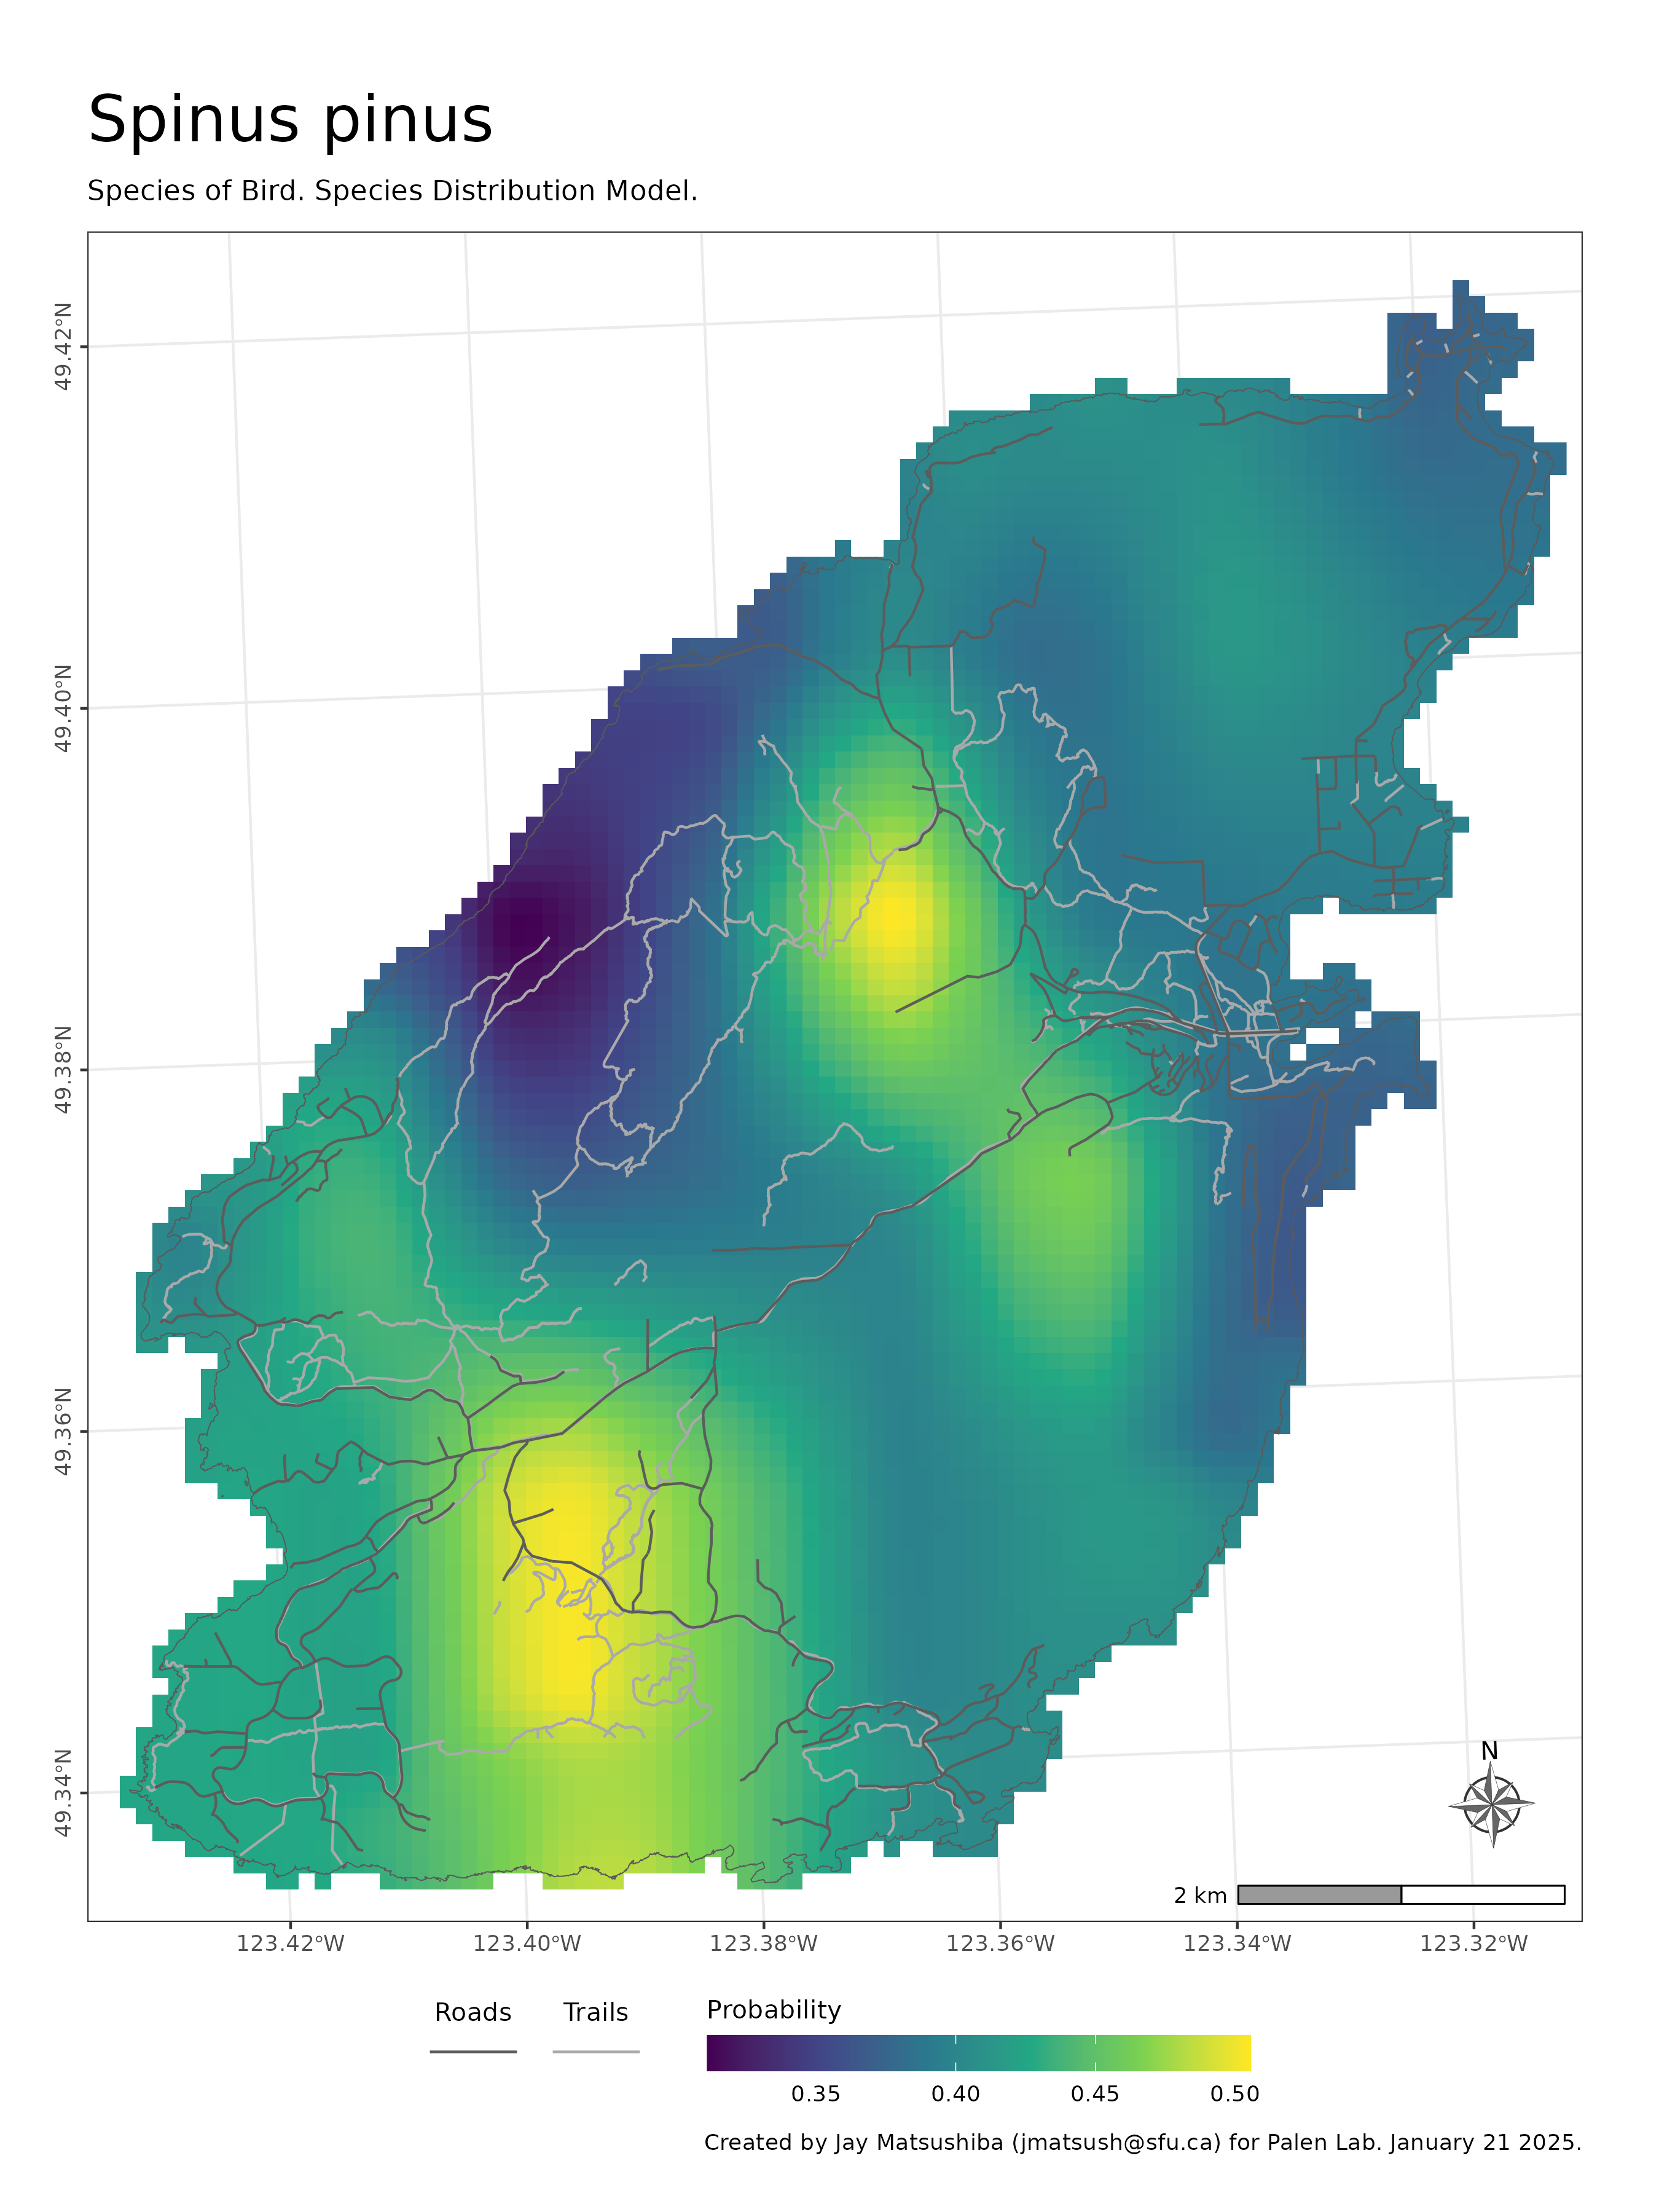 Spinus pinus
Species of Bird. Species Distribution Model.
49.42°N
49.40°N
49.38°N
49.36°N
49.34°N
N
2 km
123.42°W 123.40°W 123.38°W 123.36°W 123.34°W 123.32°W
Roads Trails Probability
0.35 0.40 0.45 0.50
Created by Jay Matsushiba (jmatsush@sfu.ca) for Palen Lab. January 21 2025.